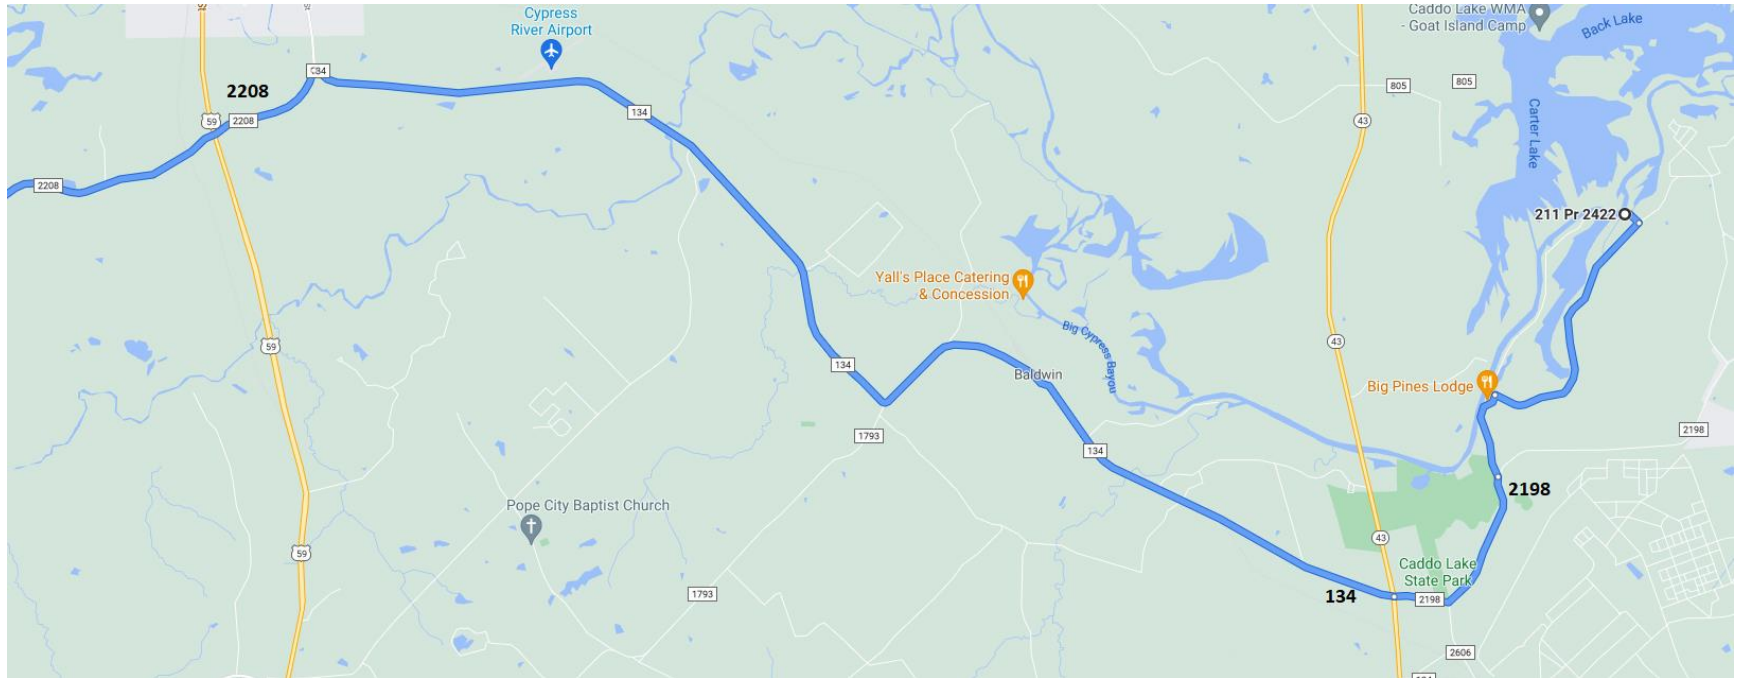 Cypress
River Airport
2208
134
59
2208
2208
59
59
Pope City Baptist Church
134
134
1793
1793
Yall's Place Catering
& Concession
Big Cypress Bayou
Baldwin
134
Caddo Lake WMA
- Goat Island Camp
Back Lake
805
805
43
Carter Lake
211 Pr 2422
43
Big Pines Lodge
2198
2198
43
Caddo Lake
State Park
134
2198
2606